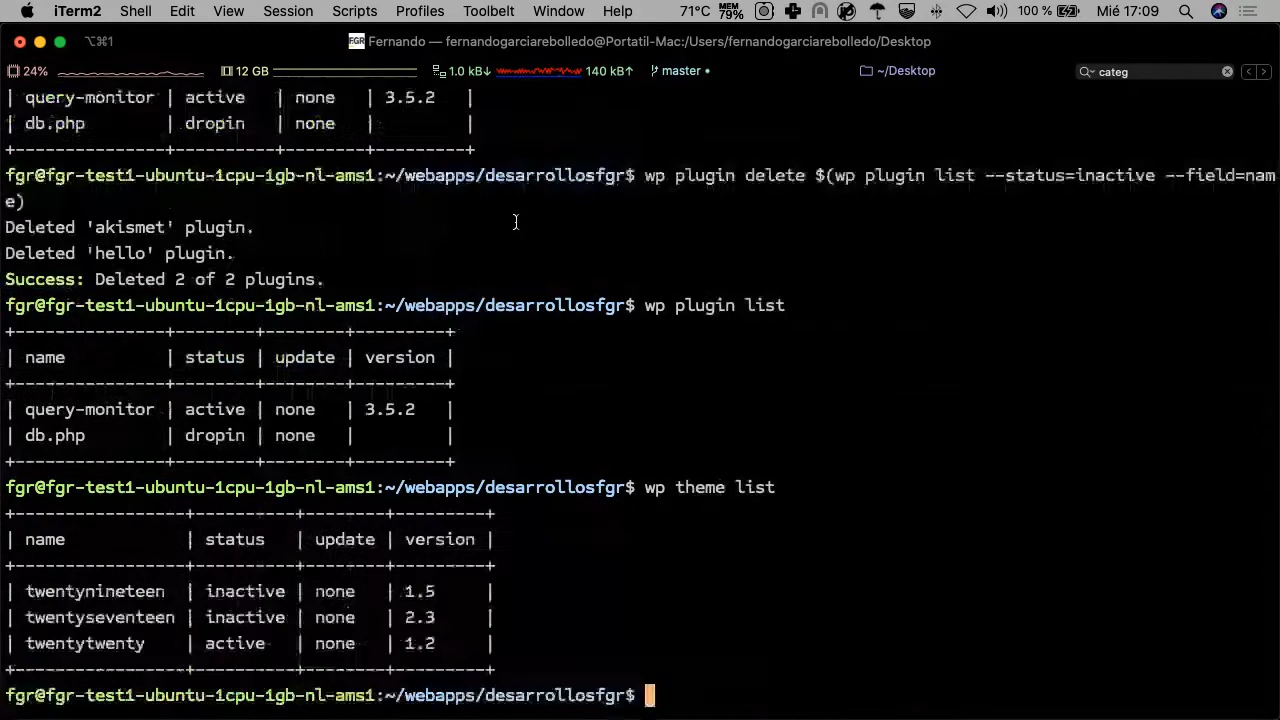 iTerm2 Shell Edit View Session Scripts Profiles Toolbelt Window Help 71°C MEM 79% 100 % Mié 17:09
⌥⌘1 FGR Fernando — fernandogarciarebolledo@Portatil-Mac:/Users/fernandogarciarebolledo/Desktop
24% 12 GB 1.0 kB↓ 140 kB↑ master • ~/Desktop categ
| query-monitor | active | none | 3.5.2 |
| db.php | dropin | none | |
+----------------+----------+--------+---------+
fgr@fgr-test1-ubuntu-1cpu-1gb-nl-ams1:~/webapps/desarrollosfgr$ wp plugin delete $(wp plugin list --status=inactive --field=nam
e)
Deleted 'akismet' plugin.
Deleted 'hello' plugin.
Success: Deleted 2 of 2 plugins.
fgr@fgr-test1-ubuntu-1cpu-1gb-nl-ams1:~/webapps/desarrollosfgr$ wp plugin list
+---------------+--------+--------+---------+
| name | status | update | version |
+---------------+--------+--------+---------+
| query-monitor | active | none | 3.5.2 |
| db.php | dropin | none | |
+---------------+--------+--------+---------+
fgr@fgr-test1-ubuntu-1cpu-1gb-nl-ams1:~/webapps/desarrollosfgr$ wp theme list
+-----------------+----------+--------+---------+
| name | status | update | version |
+-----------------+----------+--------+---------+
| twentynineteen | inactive | none | 1.5 |
| twentyseventeen | inactive | none | 2.3 |
| twentytwenty | active | none | 1.2 |
+-----------------+----------+--------+---------+
fgr@fgr-test1-ubuntu-1cpu-1gb-nl-ams1:~/webapps/desarrollosfgr$